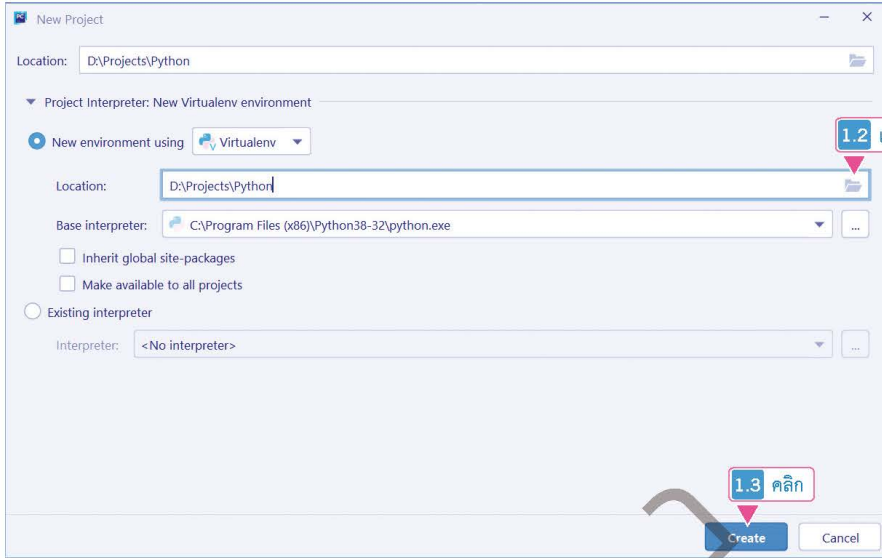 New Project
Location: D:\Projects\Python
Project Interpreter: New Virtualenv environment
New environment using Virtualenv
1.2
Location: D:\Projects\Python
Base interpreter: C:\Program Files (x86)\Python38-32\python.exe
...
Inherit global site-packages
Make available to all projects
Existing interpreter
Interpreter: <No interpreter>
...
1.3 คลิก
Create
Cancel